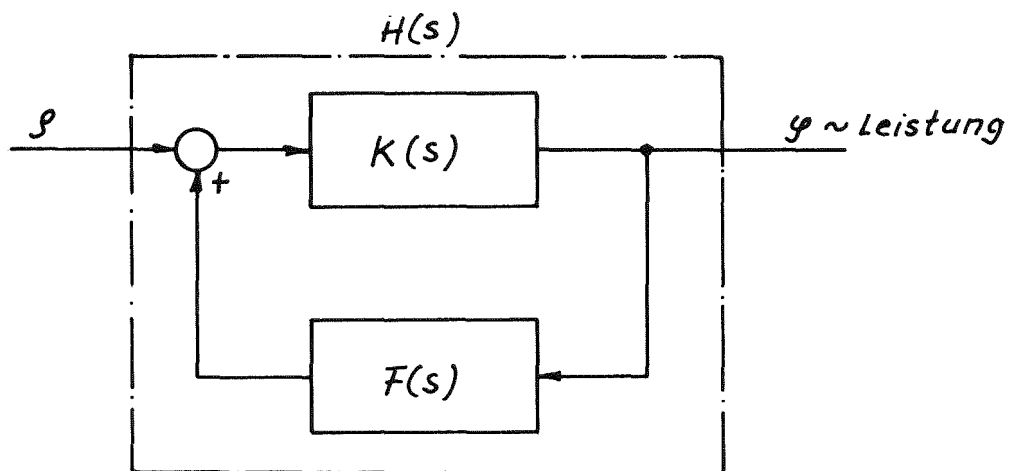 H(s)
ρ
K(s)
φ ~ Leistung
+
F(s)